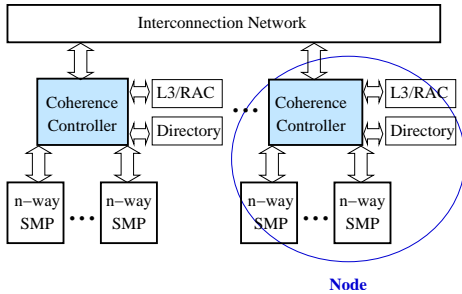 Interconnection Network
Coherence
Controller
L3/RAC
Directory
...
Coherence
Controller
L3/RAC
Directory
n−way
SMP
...
n−way
SMP
n−way
SMP
...
n−way
SMP
Node